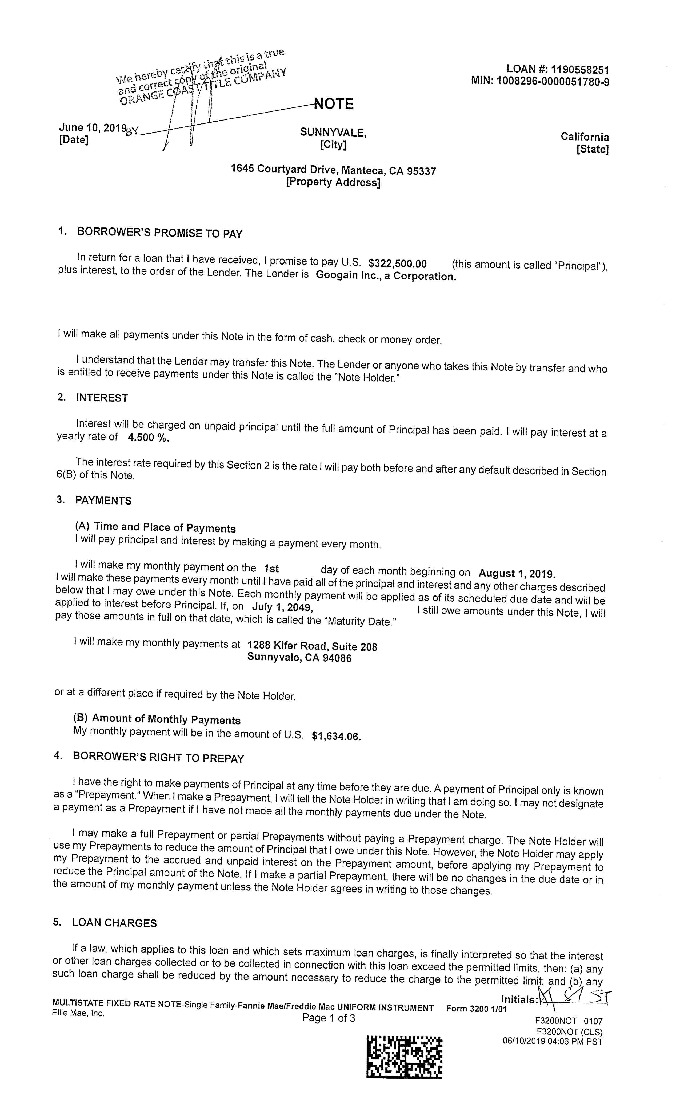 We hereby certify that this is a true
and correct copy of the original
ORANGE COAST TITLE COMPANY
BY
LOAN #: 1190558251
MIN: 1008296-0000051780-9
NOTE
June 10, 2019
[Date]
SUNNYVALE,
[City]
California
[State]
1645 Courtyard Drive, Manteca, CA 95337
[Property Address]
1. BORROWER'S PROMISE TO PAY
In return for a loan that I have received, I promise to pay U.S. $322,500.00 (this amount is called "Principal"),
plus interest, to the order of the Lender. The Lender is Googain Inc., a Corporation.
I will make all payments under this Note in the form of cash, check or money order.
I understand that the Lender may transfer this Note. The Lender or anyone who takes this Note by transfer and who
is entitled to receive payments under this Note is called the "Note Holder."
2. INTEREST
Interest will be charged on unpaid principal until the full amount of Principal has been paid. I will pay interest at a
yearly rate of 4.500 %.
The interest rate required by this Section 2 is the rate I will pay both before and after any default described in Section
6(B) of this Note.
3. PAYMENTS
(A) Time and Place of Payments
I will pay principal and interest by making a payment every month.
I will make my monthly payment on the 1st day of each month beginning on August 1, 2019.
I will make these payments every month until I have paid all of the principal and interest and any other charges described
below that I may owe under this Note. Each monthly payment will be applied as of its scheduled due date and will be
applied to interest before Principal. If, on July 1, 2049, I still owe amounts under this Note, I will
pay those amounts in full on that date, which is called the "Maturity Date."
I will make my monthly payments at 1288 Kifer Road, Suite 208
Sunnyvale, CA 94086
or at a different place if required by the Note Holder.
(B) Amount of Monthly Payments
My monthly payment will be in the amount of U.S. $1,634.06.
4. BORROWER'S RIGHT TO PREPAY
I have the right to make payments of Principal at any time before they are due. A payment of Principal only is known
as a "Prepayment." When I make a Prepayment, I will tell the Note Holder in writing that I am doing so. I may not designate
a payment as a Prepayment if I have not made all the monthly payments due under the Note.
I may make a full Prepayment or partial Prepayments without paying a Prepayment charge. The Note Holder will
use my Prepayments to reduce the amount of Principal that I owe under this Note. However, the Note Holder may apply
my Prepayment to the accrued and unpaid interest on the Prepayment amount, before applying my Prepayment to
reduce the Principal amount of the Note. If I make a partial Prepayment, there will be no changes in the due date or in
the amount of my monthly payment unless the Note Holder agrees in writing to those changes.
5. LOAN CHARGES
If a law, which applies to this loan and which sets maximum loan charges, is finally interpreted so that the interest
or other loan charges collected or to be collected in connection with this loan exceed the permitted limits, then: (a) any
such loan charge shall be reduced by the amount necessary to reduce the charge to the permitted limit; and (b) any
Initials: ST
MULTISTATE FIXED RATE NOTE-Single Family-Fannie Mae/Freddie Mac UNIFORM INSTRUMENT Form 3200 1/01
Ellie Mae, Inc.
Page 1 of 3
F3200NOT 0107
F3200NOT (CLS)
06/10/2019 04:03 PM PST